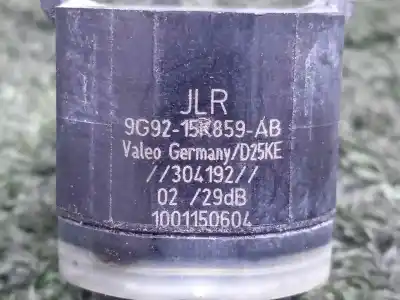 JLR
9G92-15K859-AB
Valeo Germany/D25KE
//304192//
02 /29dB
1001150604